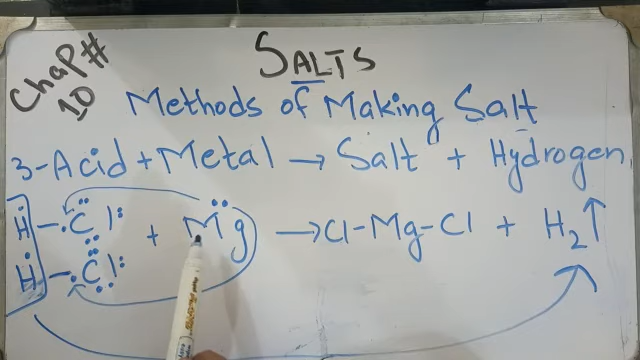 Chap# 10
SALTS
Methods of Making Salt
3-Acid + Metal → Salt + Hydrogen
H-Cl + Mg → Cl-Mg-Cl + H₂↑
H-Cl